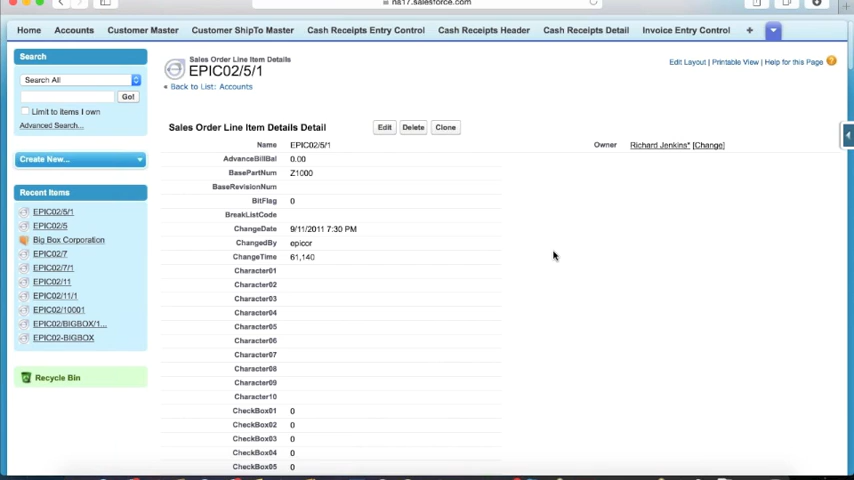 na17.salesforce.com
Home Accounts Customer Master Customer ShipTo Master Cash Receipts Entry Control Cash Receipts Header Cash Receipts Detail Invoice Entry Control +
Search
Search All
Go!
Limit to items I own
Advanced Search...
Create New...
Recent Items
EPIC02/5/1
EPIC02/5
Big Box Corporation
EPIC02/7
EPIC02/7/1
EPIC02/11
EPIC02/11/1
EPIC02/10001
EPIC02/BIGBOX/1...
EPIC02-BIGBOX
Recycle Bin
Sales Order Line Item Details
EPIC02/5/1
« Back to List: Accounts
Edit Layout | Printable View | Help for this Page ?
Sales Order Line Item Details Detail Edit Delete Clone
Name EPIC02/5/1 Owner Richard Jenkins* [Change]
AdvanceBillBal 0.00
BasePartNum Z1000
BaseRevisionNum
BitFlag 0
BreakListCode
ChangeDate 9/11/2011 7:30 PM
ChangedBy epicor
ChangeTime 61,140
Character01
Character02
Character03
Character04
Character05
Character06
Character07
Character08
Character09
Character10
CheckBox01 0
CheckBox02 0
CheckBox03 0
CheckBox04 0
CheckBox05 0